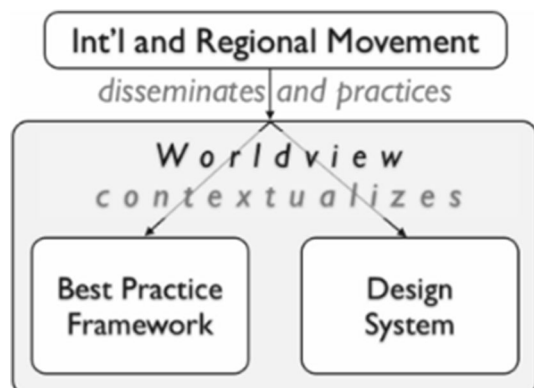 Int'l and Regional Movement
disseminates and practices
Worldview
contextualizes
Best Practice
Framework
Design
System